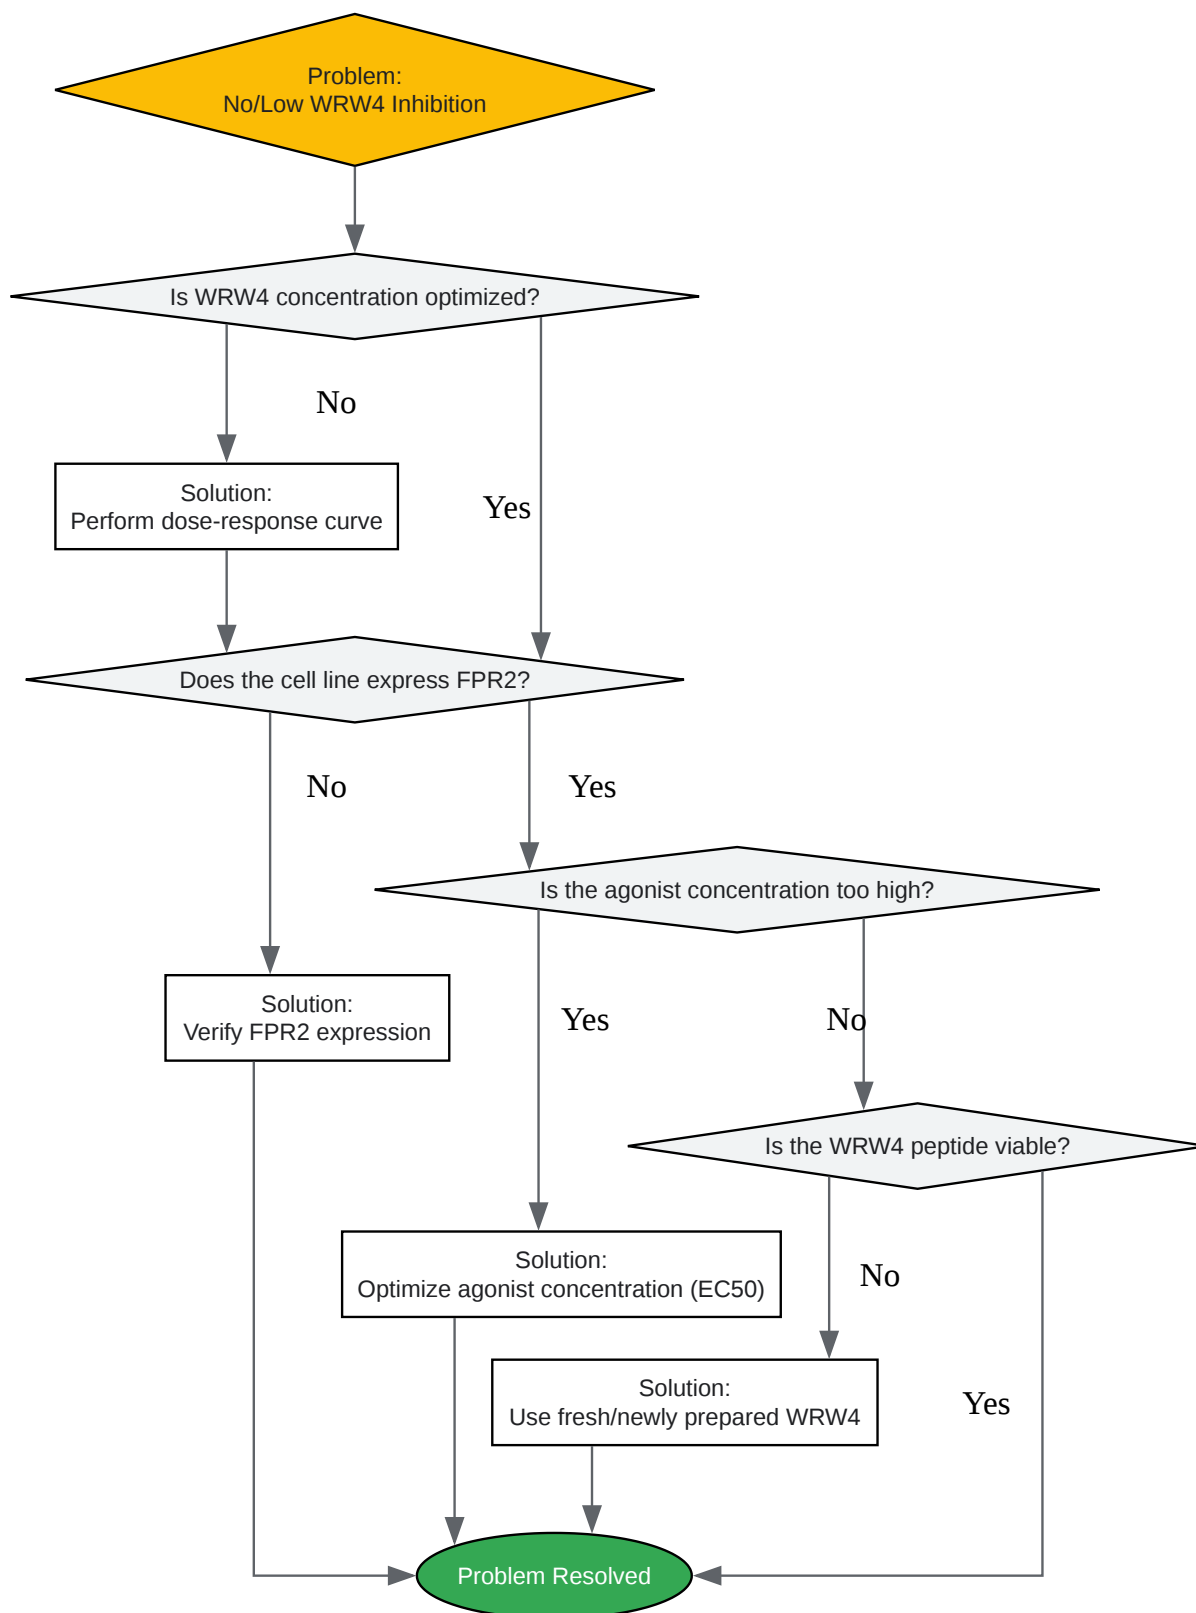 Problem:
No/Low WRW4 Inhibition
Is WRW4 concentration optimized?
No
Solution:
Perform dose-response curve
Yes
Does the cell line express FPR2?
No
Yes
Is the agonist concentration too high?
Solution:
Verify FPR2 expression
Yes
No
Is the WRW4 peptide viable?
Solution:
Optimize agonist concentration (EC50)
No
Solution:
Use fresh/newly prepared WRW4
Yes
Problem Resolved